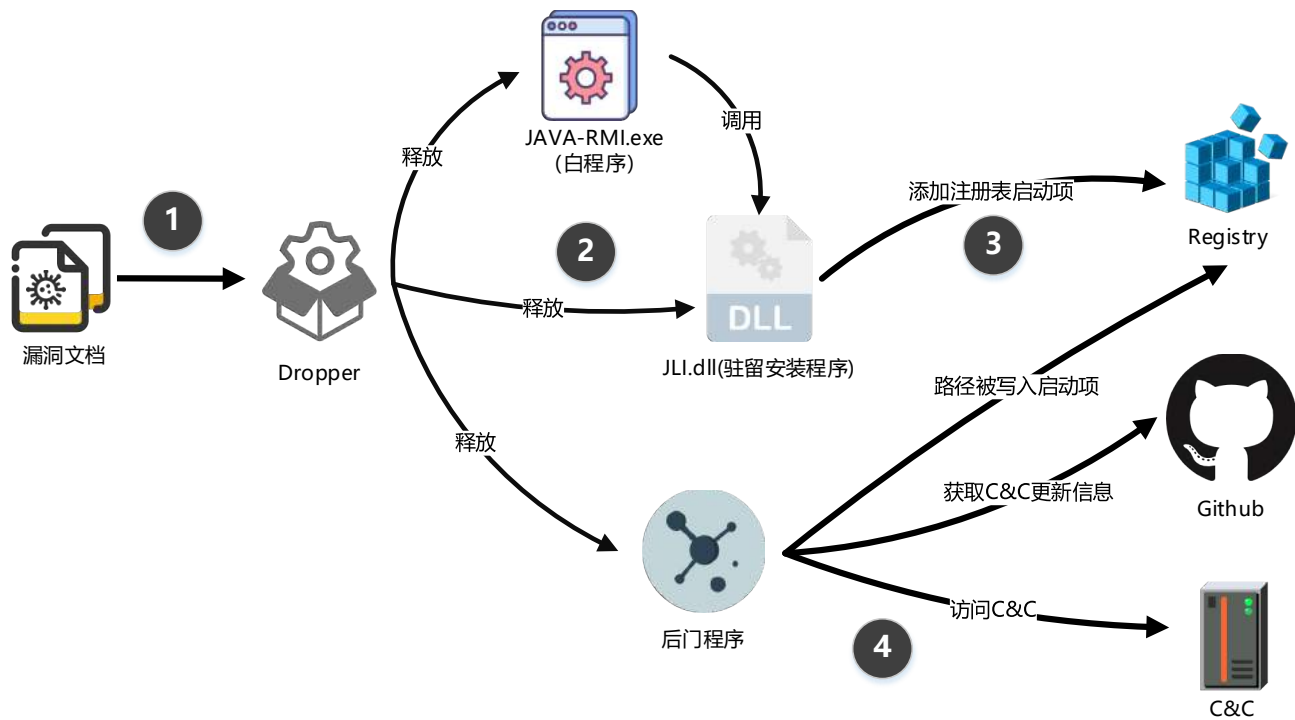 JAVA-RMI.exe
(白程序)
释放
调用
1
漏洞文档
Dropper
2
释放
DLL
JLI.dll(驻留安装程序)
添加注册表启动项
3
Registry
释放
后门程序
路径被写入启动项
获取C&C更新信息
Github
访问C&C
4
C&C